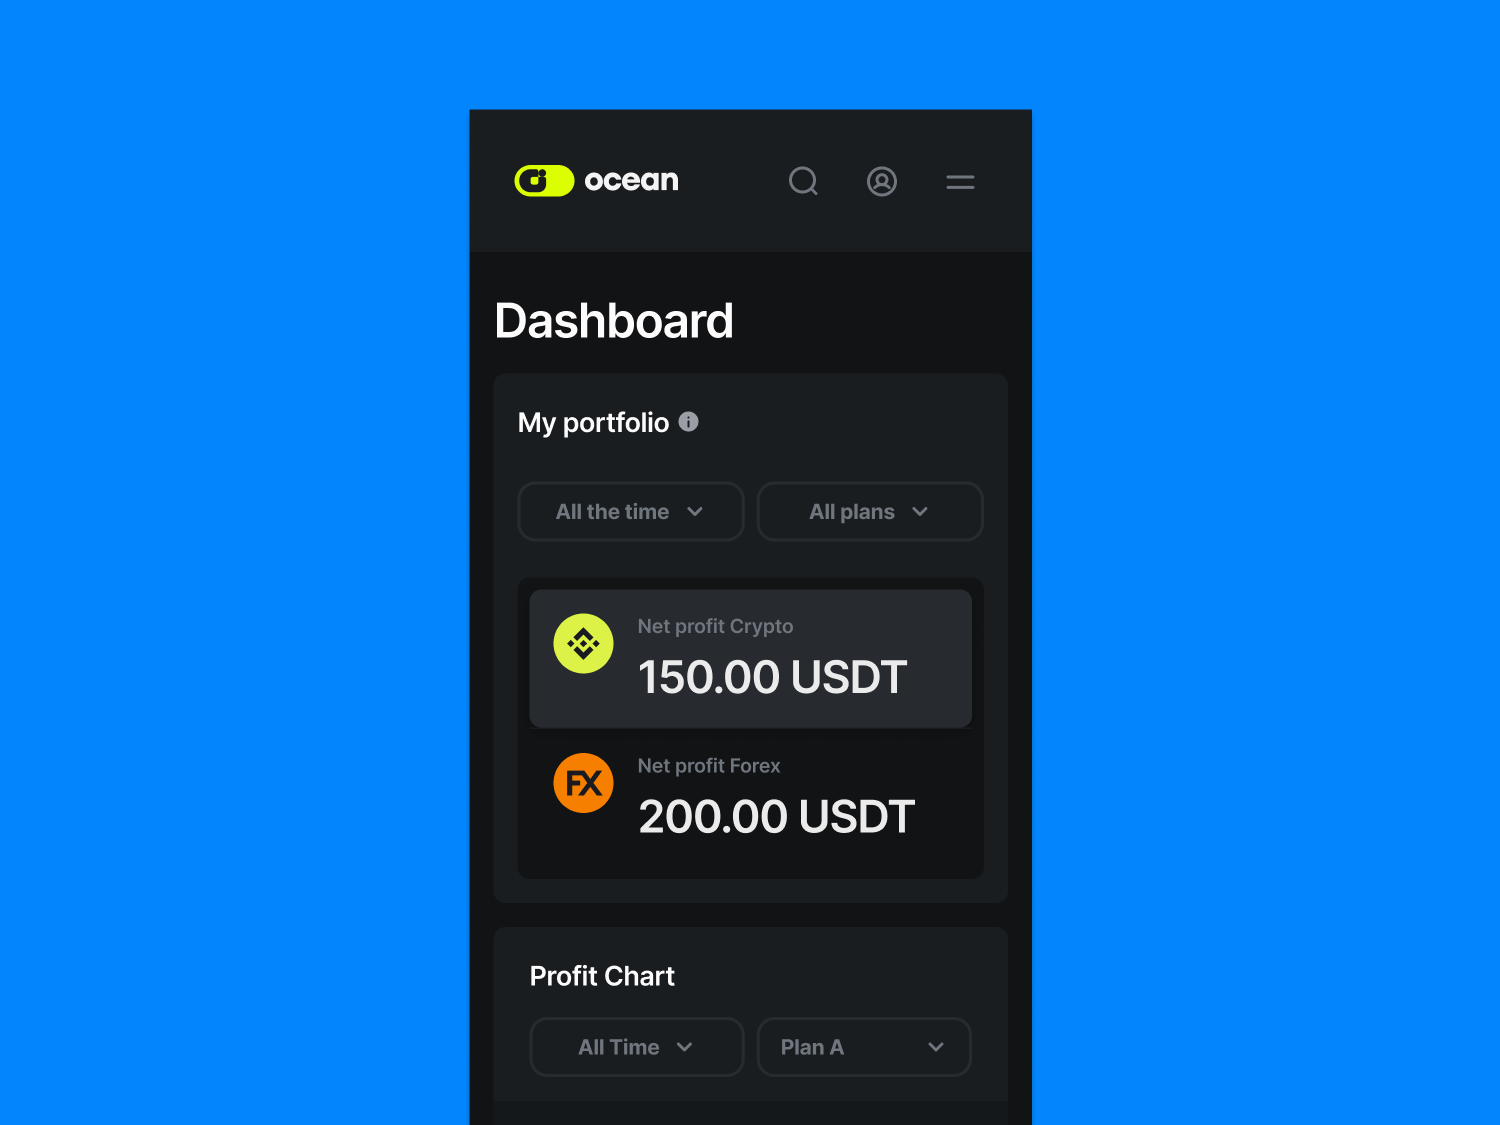 ocean
Dashboard
My portfolio
All the time
All plans
Net profit Crypto
150.00 USDT
FX
Net profit Forex
200.00 USDT
Profit Chart
All Time
Plan A